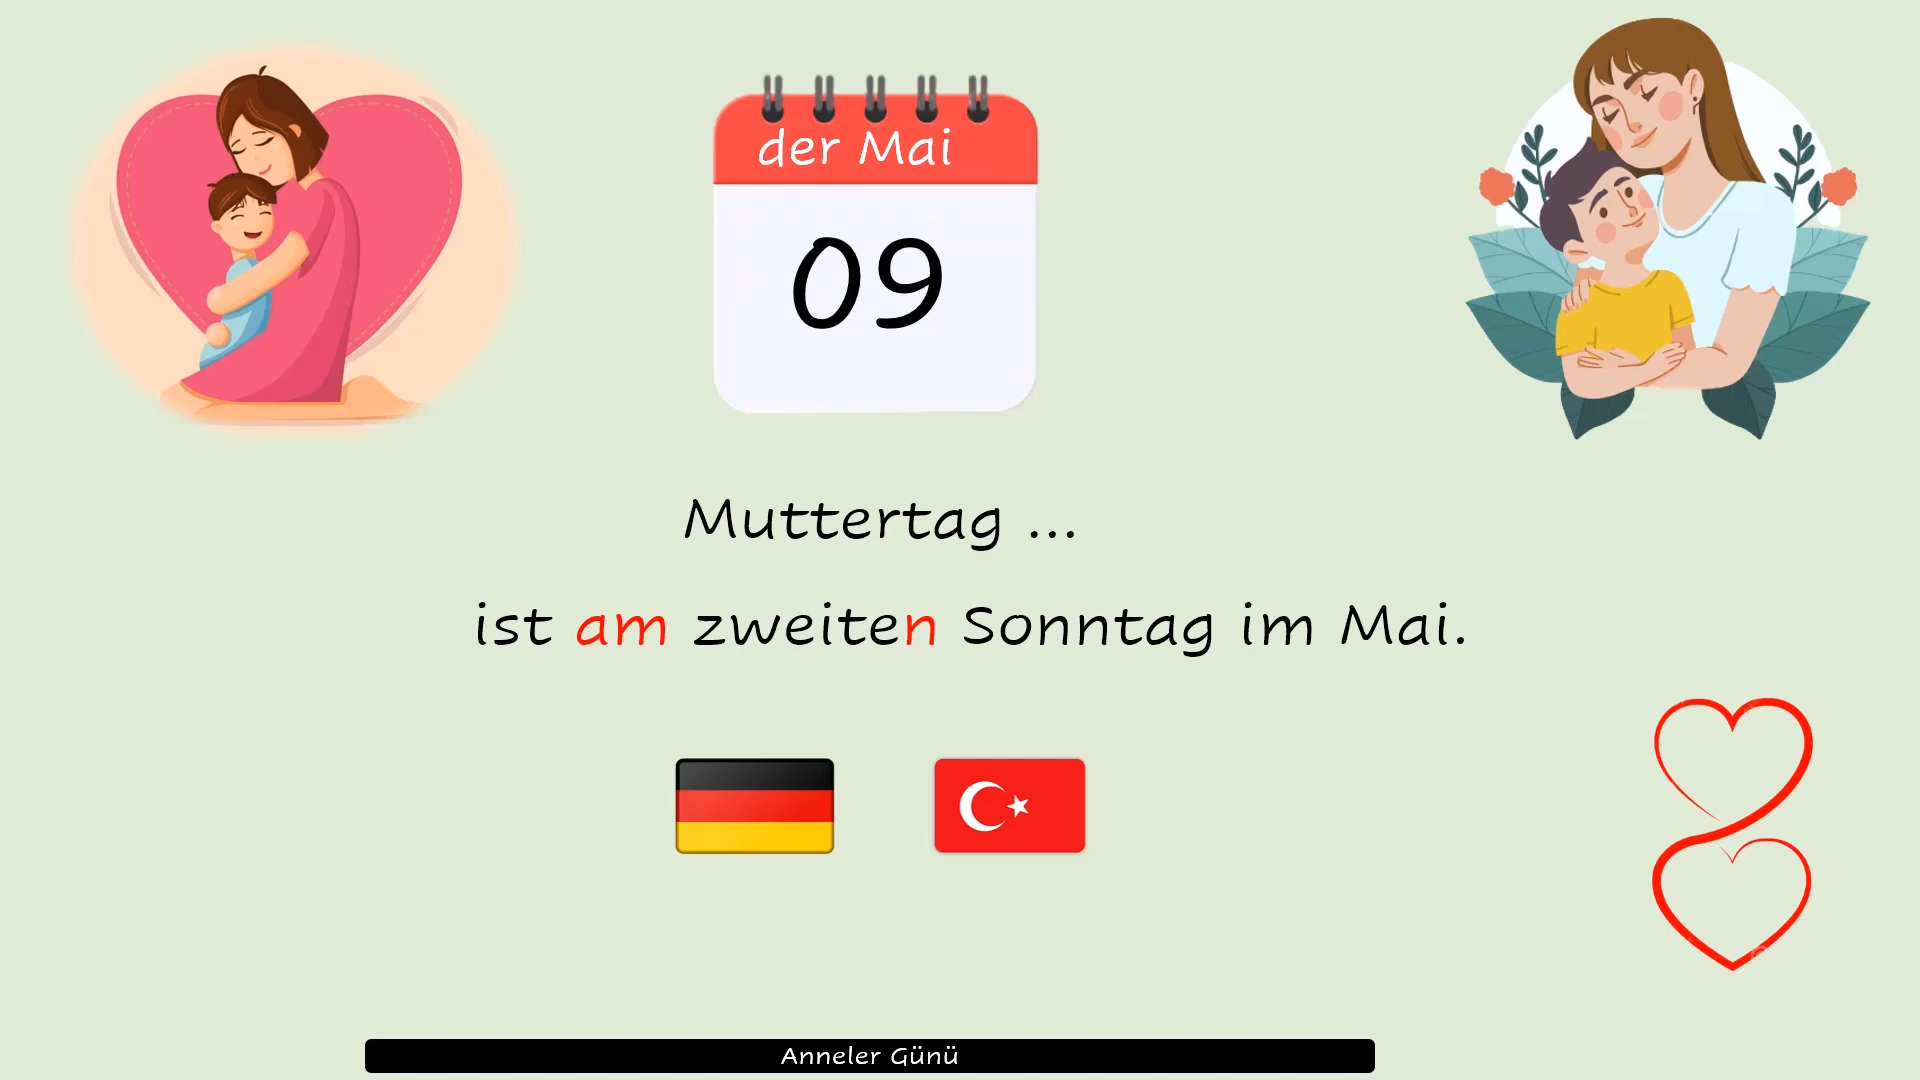 der Mai
09
Muttertag ...
ist am zweiten Sonntag im Mai.
Anneler Günü